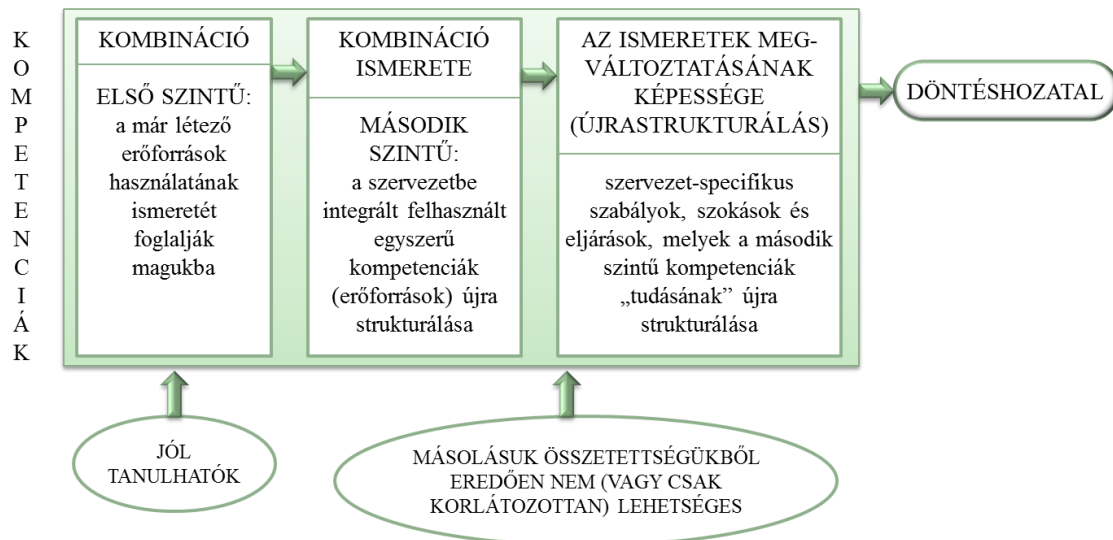 K
O
M
P
E
T
E
N
C
I
Á
K
KOMBINÁCIÓ
ELSŐ SZINTŰ:
a már létező
erőforrások
használatának
ismeretét
foglalják
magukba
KOMBINÁCIÓ
ISMERETE
MÁSODIK
SZINTŰ:
a szervezetbe
integrált felhasznált
egyszerű
kompetenciák
(erőforrások) újra
strukturálása
AZ ISMERETEK MEG-
VÁLTOZTATÁSÁNAK
KÉPESSÉGE
(ÚJRASTRUKTURÁLÁS)
szervezet-specifikus
szabályok, szokások és
eljárások, melyek a második
szintű kompetenciák
„tudásának” újra
strukturálása
DÖNTÉSHOZATAL
JÓL
TANULHATÓK
MÁSOLÁSUK ÖSSZETETTSÉGÜKBŐL
EREDŐEN NEM (VAGY CSAK
KORLÁTOZOTTAN) LEHETSÉGES